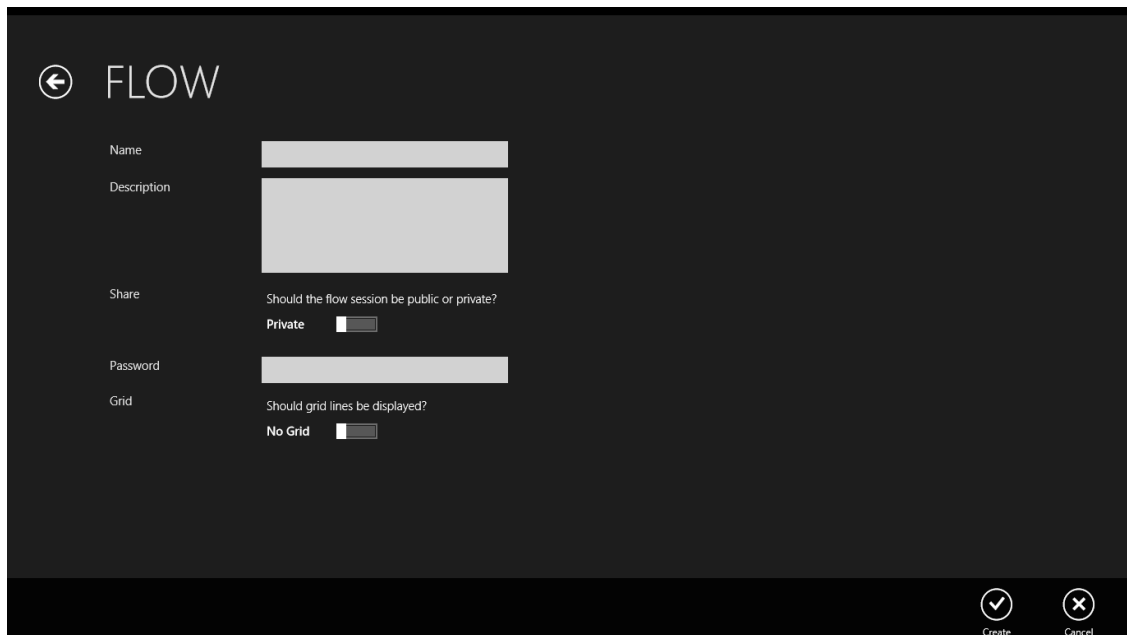 FLOW
Name
Description
Share
Should the flow session be public or private?
Private
Password
Grid
Should grid lines be displayed?
No Grid
Create
Cancel